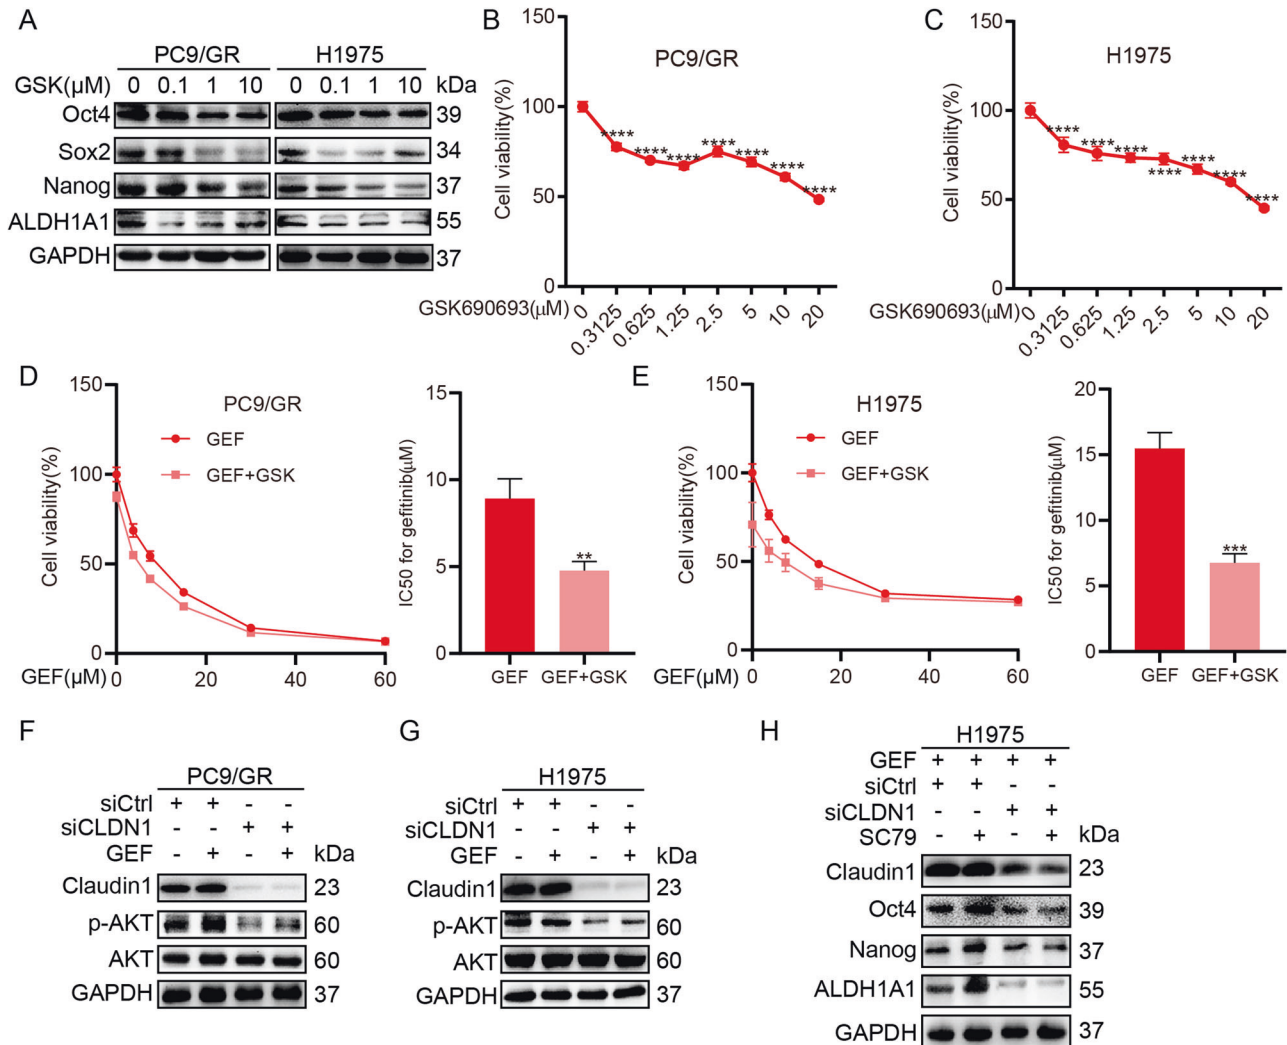 A
PC9/GR H1975
GSK(μM) 0 0.1 1 10 0 0.1 1 10 kDa
Oct4 39
Sox2 34
Nanog 37
ALDH1A1 55
GAPDH 37
B
PC9/GR
Cell viability(%)
150
100
50
0
**** **** **** **** **** **** ****
0 0.3125 0.625 1.25 2.5 5 10 20
GSK690693(μM)
C
H1975
Cell viability(%)
150
100
50
0
**** **** **** **** **** **** ****
0 0.3125 0.625 1.25 2.5 5 10 20
GSK690693(μM)
D
PC9/GR
GEF
GEF+GSK
Cell viability(%)
150
100
50
0
GEF(μM) 0 20 40 60
IC50 for gefitinib(μM)
15
10
5
0
**
GEF GEF+GSK
E
H1975
GEF
GEF+GSK
Cell viability(%)
150
100
50
0
GEF(μM) 0 20 40 60
IC50 for gefitinib(μM)
20
15
10
5
0
***
GEF GEF+GSK
F
PC9/GR
siCtrl + + - -
siCLDN1 - - + +
GEF - + - + kDa
Claudin1 23
p-AKT 60
AKT 60
GAPDH 37
G
H1975
siCtrl + + - -
siCLDN1 - - + +
GEF - + - + kDa
Claudin1 23
p-AKT 60
AKT 60
GAPDH 37
H
H1975
GEF + + + +
siCtrl + + - -
siCLDN1 - - + +
SC79 - + - + kDa
Claudin1 23
Oct4 39
Nanog 37
ALDH1A1 55
GAPDH 37